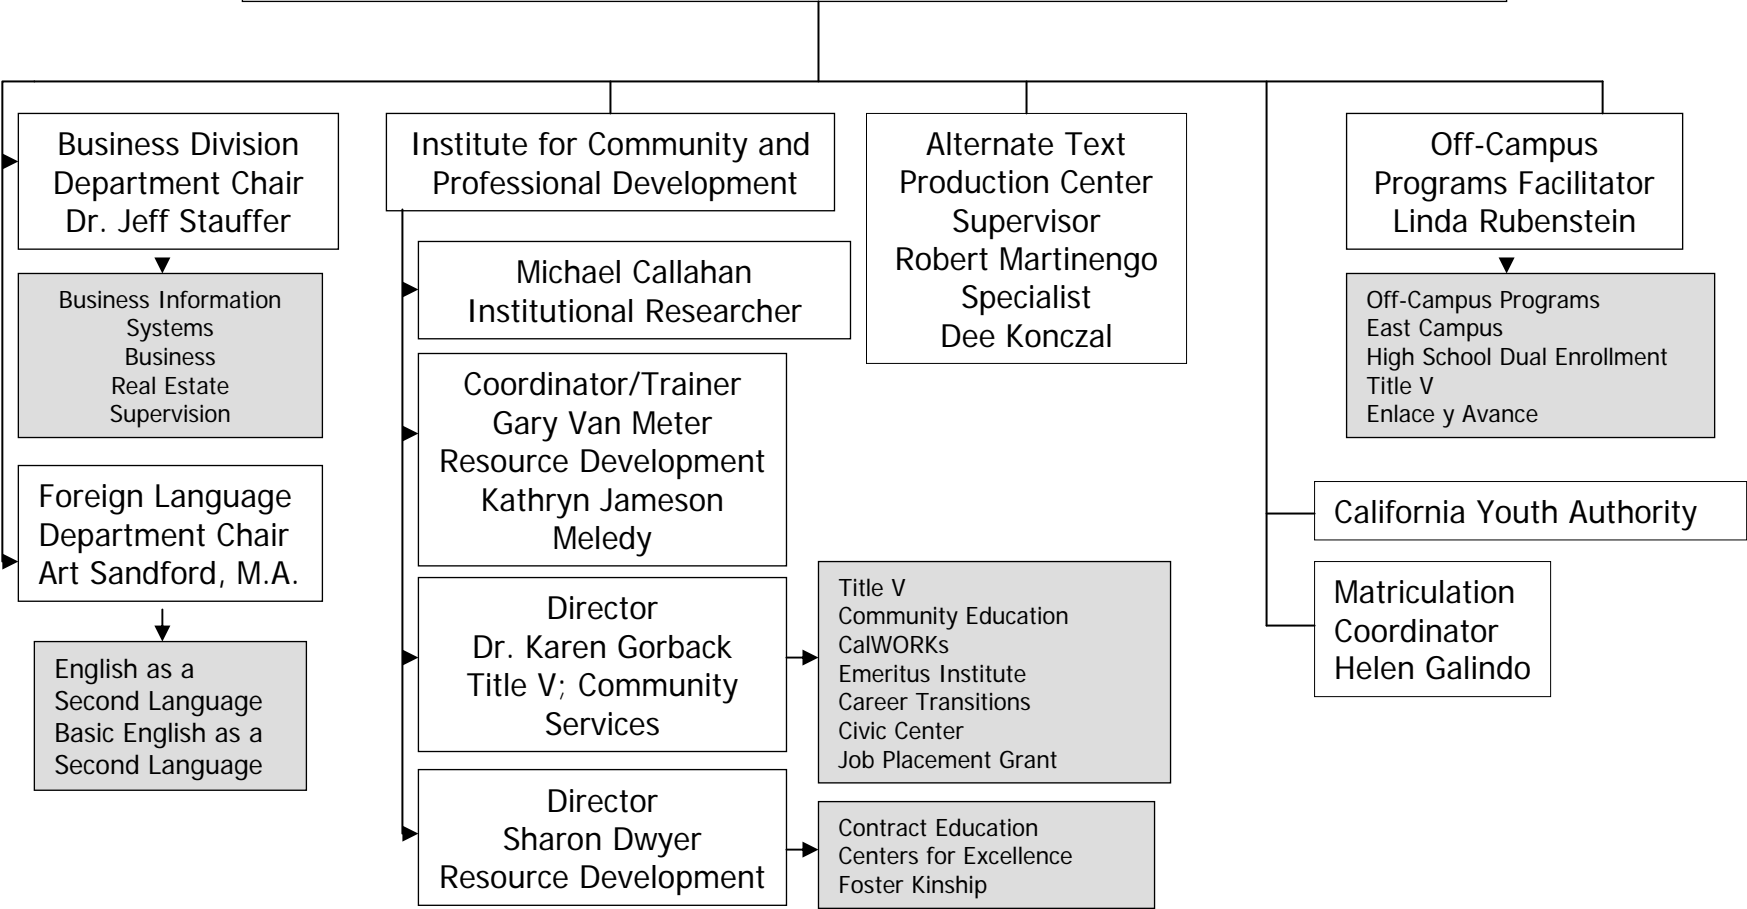 Business Division
Department Chair
Dr. Jeff Stauffer
Business Information
Systems
Business
Real Estate
Supervision
Foreign Language
Department Chair
Art Sandford, M.A.
English as a
Second Language
Basic English as a
Second Language
Institute for Community and
Professional Development
Michael Callahan
Institutional Researcher
Coordinator/Trainer
Gary Van Meter
Resource Development
Kathryn Jameson
Meledy
Director
Dr. Karen Gorback
Title V; Community
Services
Title V
Community Education
CalWORKs
Emeritus Institute
Career Transitions
Civic Center
Job Placement Grant
Director
Sharon Dwyer
Resource Development
Contract Education
Centers for Excellence
Foster Kinship
Alternate Text
Production Center
Supervisor
Robert Martinengo
Specialist
Dee Konczal
Off-Campus
Programs Facilitator
Linda Rubenstein
Off-Campus Programs
East Campus
High School Dual Enrollment
Title V
Enlace y Avance
California Youth Authority
Matriculation
Coordinator
Helen Galindo